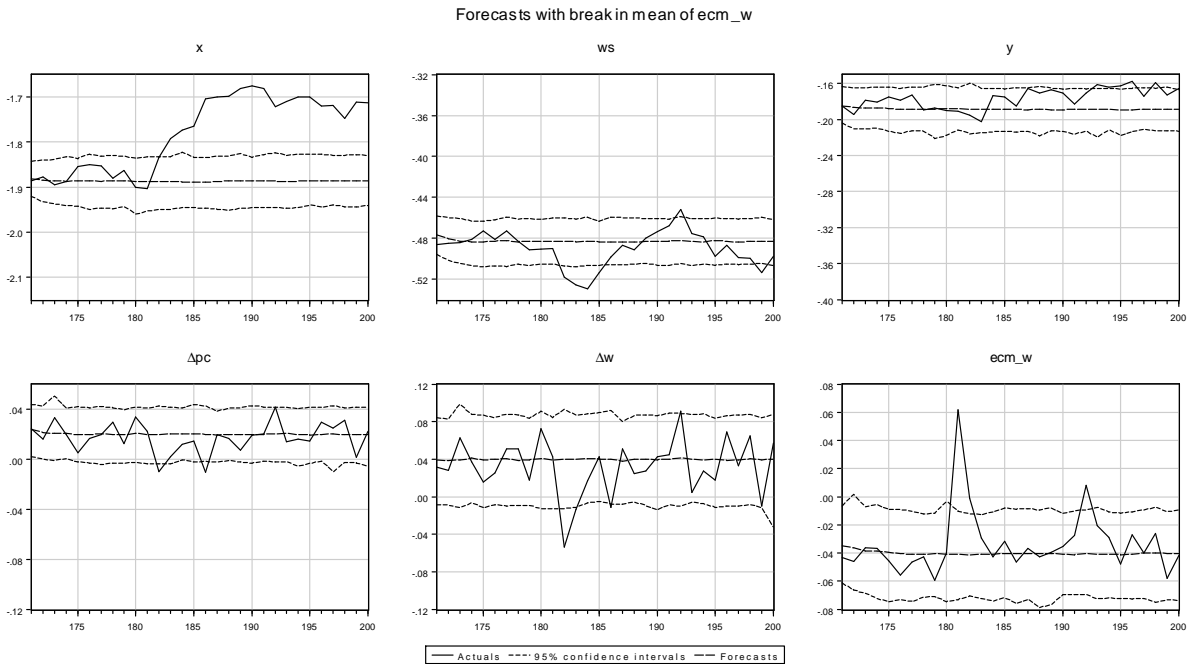 Forecasts with break in mean of ecm_w
x
ws
y
-1.7
-1.8
-1.9
-2.0
-2.1
175 180 185 190 195 200
-.32
-.36
-.40
-.44
-.48
-.52
175 180 185 190 195 200
-.16
-.20
-.24
-.28
-.32
-.36
-.40
175 180 185 190 195 200
Δpc
Δw
ecm_w
.04
.00
-.04
-.08
-.12
175 180 185 190 195 200
.12
.08
.04
.00
-.04
-.08
-.12
175 180 185 190 195 200
.08
.06
.04
.02
.00
-.02
-.04
-.06
-.08
175 180 185 190 195 200
Actuals 95% confidence intervals Forecasts